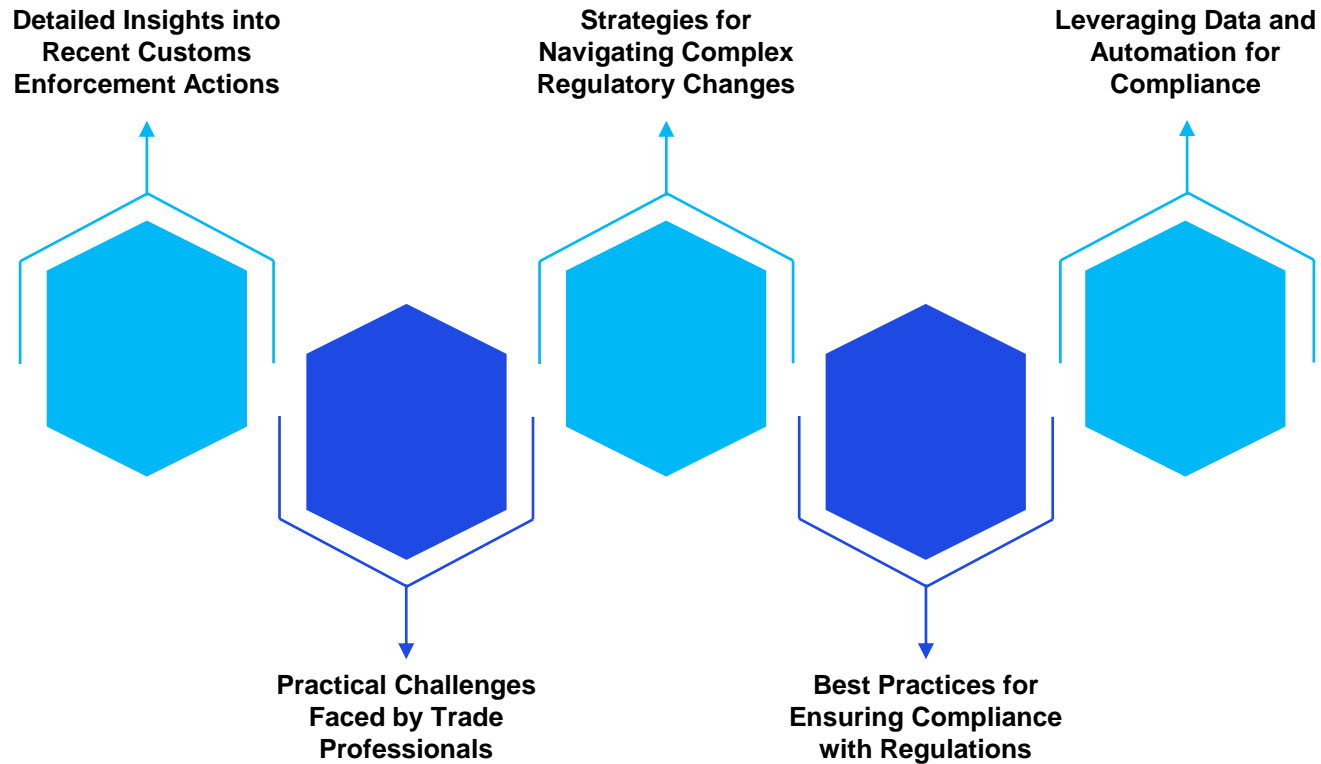 Detailed Insights into
Recent Customs
Enforcement Actions
Strategies for
Navigating Complex
Regulatory Changes
Leveraging Data and
Automation for
Compliance
Practical Challenges
Faced by Trade
Professionals
Best Practices for
Ensuring Compliance
with Regulations